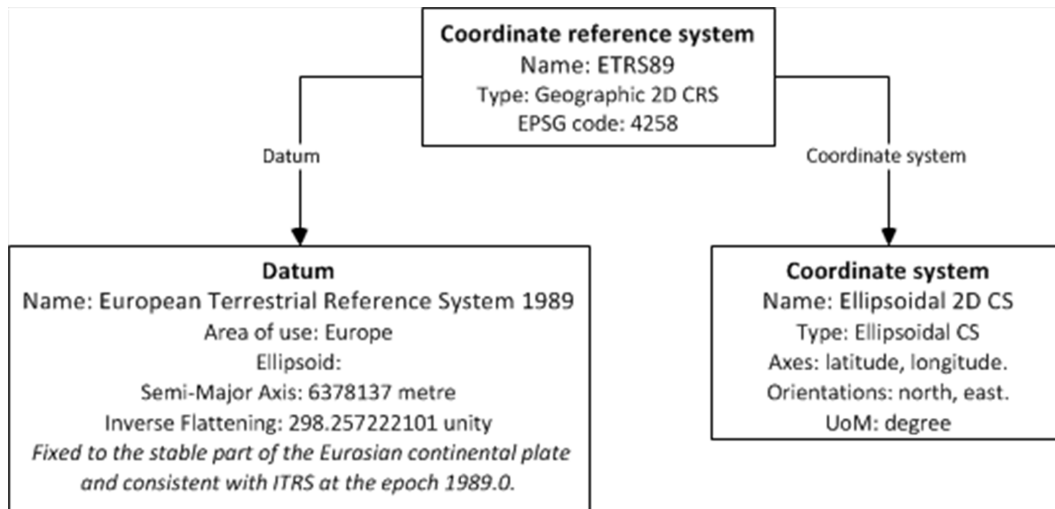 Coordinate reference system
Name: ETRS89
Type: Geographic 2D CRS
EPSG code: 4258
Datum
Coordinate system
Datum
Name: European Terrestrial Reference System 1989
Area of use: Europe
Ellipsoid:
Semi-Major Axis: 6378137 metre
Inverse Flattening: 298.257222101 unity
Fixed to the stable part of the Eurasian continental plate
and consistent with ITRS at the epoch 1989.0.
Coordinate system
Name: Ellipsoidal 2D CS
Type: Ellipsoidal CS
Axes: latitude, longitude.
Orientations: north, east.
UoM: degree